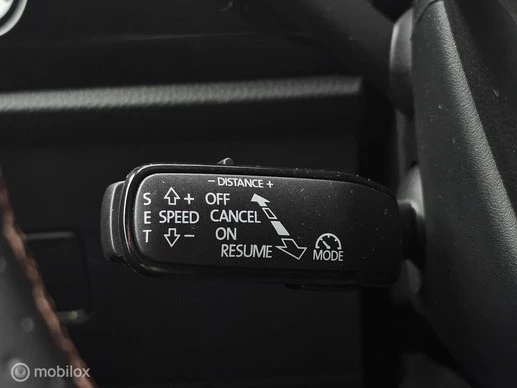 - DISTANCE +
S + OFF
E SPEED CANCEL
T - ON
RESUME
MODE
mobilox